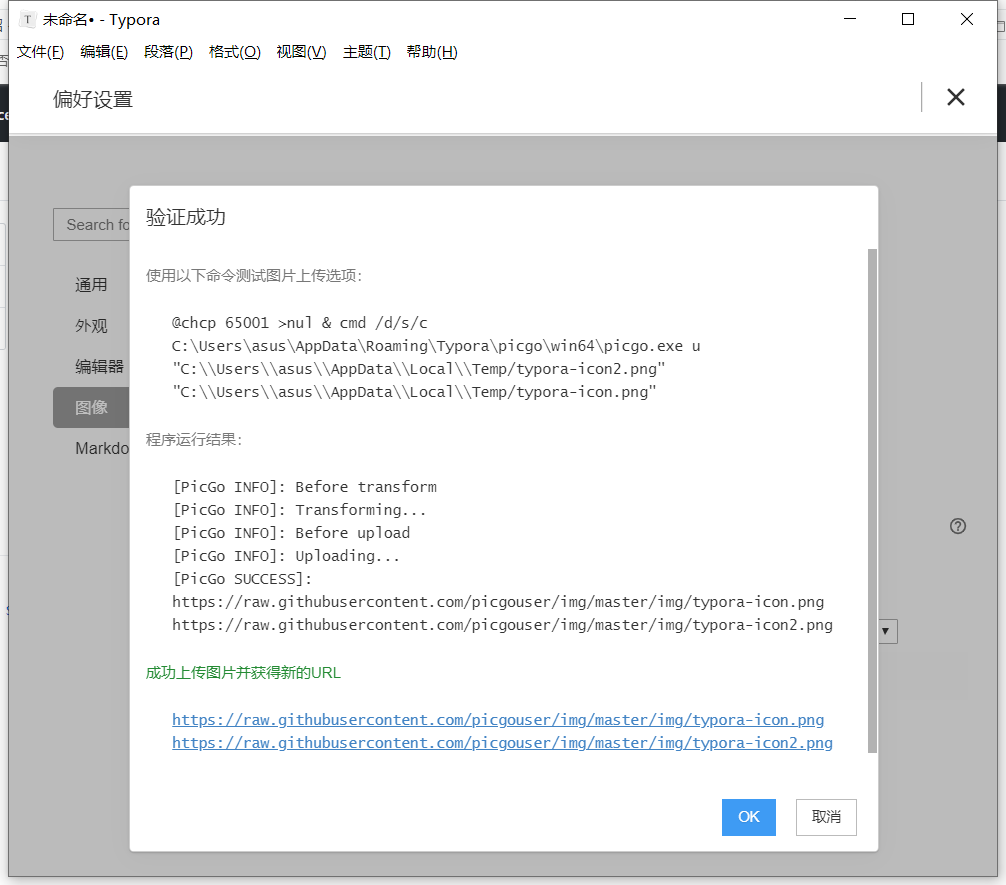 T 未命名• - Typora
文件(F) 编辑(E) 段落(P) 格式(O) 视图(V) 主题(T) 帮助(H)
偏好设置
验证成功
Search fo
使用以下命令测试图片上传选项:
通用
@chcp 65001 >nul & cmd /d/s/c
外观
C:\Users\asus\AppData\Roaming\Typora\picgo\win64\picgo.exe u
编辑器
"C:\\Users\\asus\\AppData\\Local\\Temp/typora-icon2.png"
"C:\\Users\\asus\\AppData\\Local\\Temp/typora-icon.png"
图像
程序运行结果:
Markdo
[PicGo INFO]: Before transform
[PicGo INFO]: Transforming...
[PicGo INFO]: Before upload
[PicGo INFO]: Uploading...
[PicGo SUCCESS]:
https://raw.githubusercontent.com/picgouser/img/master/img/typora-icon.png
https://raw.githubusercontent.com/picgouser/img/master/img/typora-icon2.png
成功上传图片并获得新的URL
https://raw.githubusercontent.com/picgouser/img/master/img/typora-icon.png
https://raw.githubusercontent.com/picgouser/img/master/img/typora-icon2.png
OK 取消